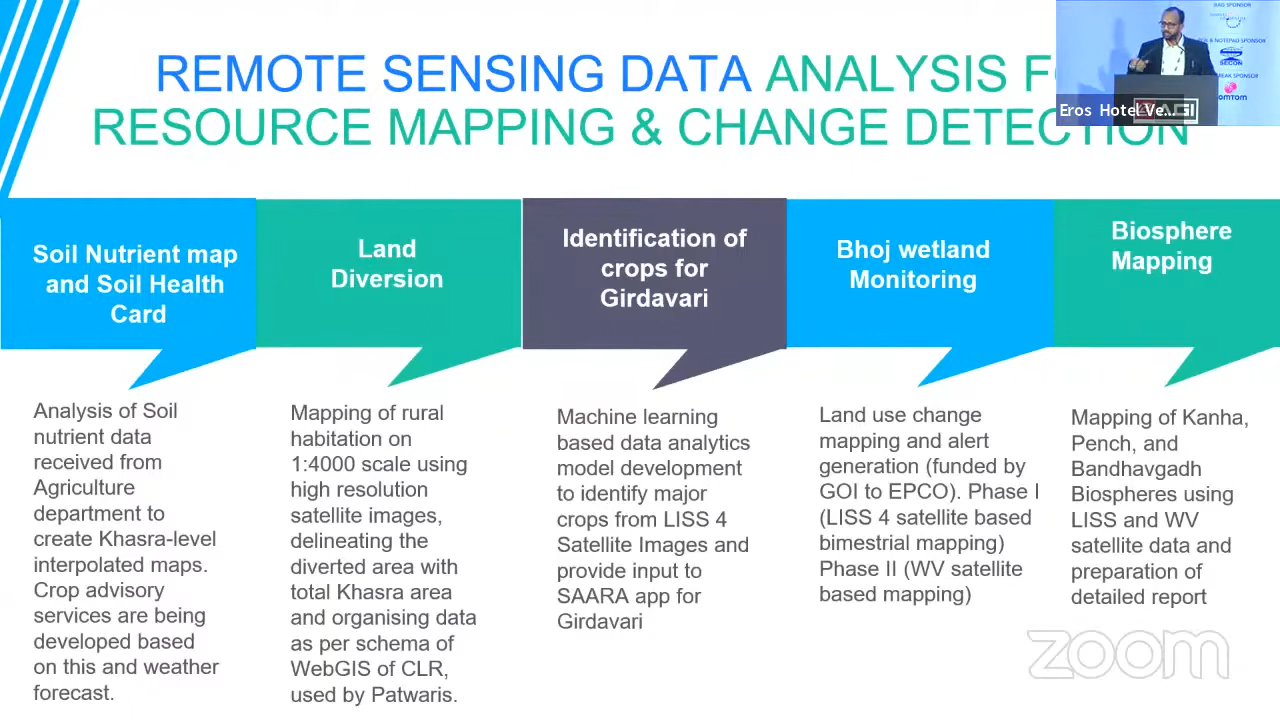 REMOTE SENSING DATA ANALYSIS
RESOURCE MAPPING & CHANGE DETECTION
BAG SPONSOR
& NOTEPAD SPONSOR
SECON
SPONSOR
Eros Hotel Ve...
Soil Nutrient map
and Soil Health
Card
Land
Diversion
Identification of
crops for
Girdavari
Bhoj wetland
Monitoring
Biosphere
Mapping
Analysis of Soil
nutrient data
received from
Agriculture
department to
create Khasra-level
interpolated maps.
Crop advisory
services are being
developed based
on this and weather
forecast.
Mapping of rural
habitation on
1:4000 scale using
high resolution
satellite images,
delineating the
diverted area with
total Khasra area
and organising data
as per schema of
WebGIS of CLR,
used by Patwaris.
Machine learning
based data analytics
model development
to identify major
crops from LISS 4
Satellite Images and
provide input to
SAARA app for
Girdavari
Land use change
mapping and alert
generation (funded by
GOI to EPCO). Phase I
(LISS 4 satellite based
bimestrial mapping)
Phase II (WV satellite
based mapping)
Mapping of Kanha,
Pench, and
Bandhavgadh
Biospheres using
LISS and WV
satellite data and
preparation of
detailed report
zoom